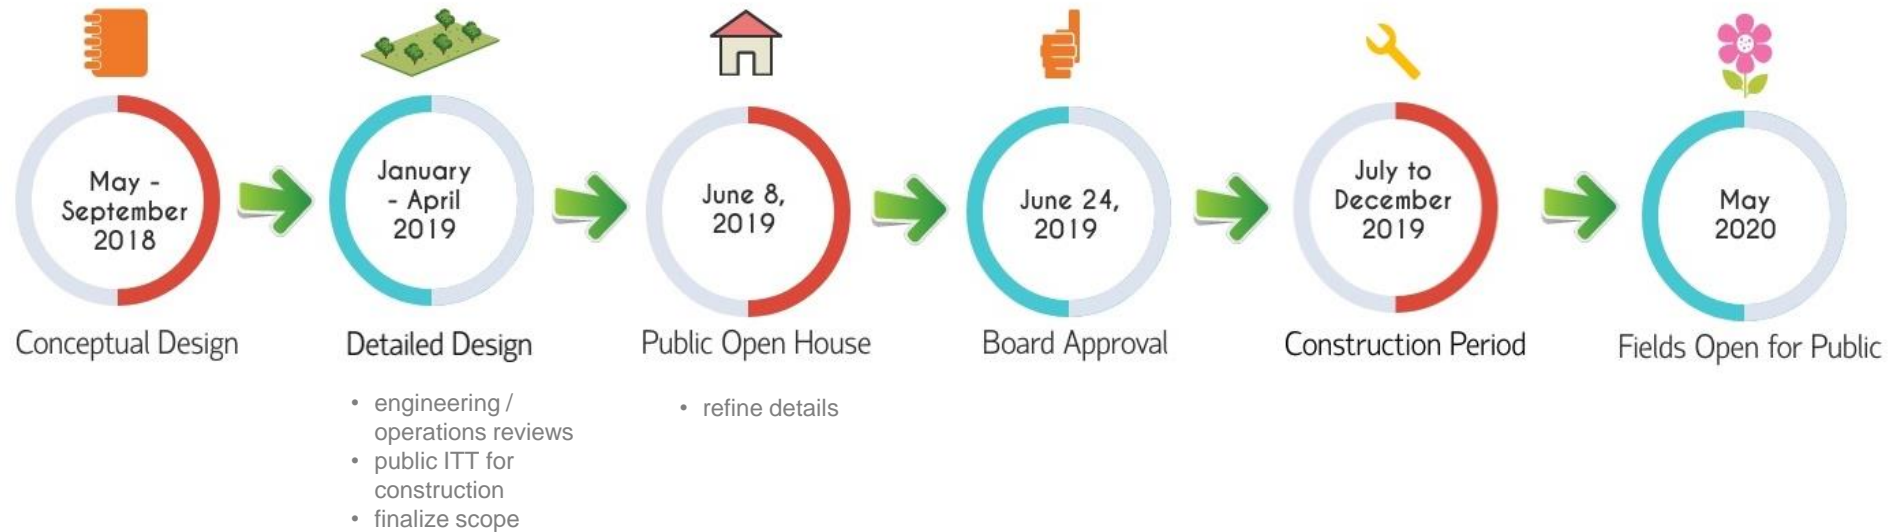 May -
September
2018
Conceptual Design
January
- April
2019
Detailed Design
• engineering /
operations reviews
• public ITT for
construction
• finalize scope
June 8,
2019
Public Open House
• refine details
June 24,
2019
Board Approval
July to
December
2019
Construction Period
May
2020
Fields Open for Public